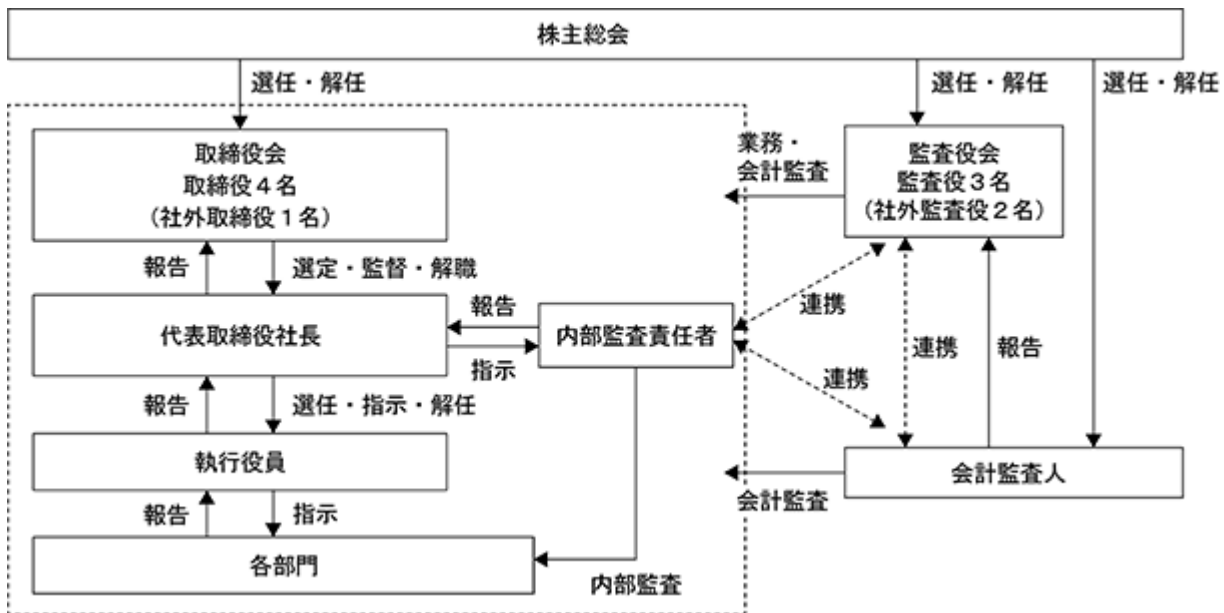 株主総会
選任・解任
選任・解任
選任・解任
取締役会
取締役４名
（社外取締役１名）
業務・
会計監査
監査役会
監査役３名
（社外監査役２名）
報告
選定・監督・解職
代表取締役社長
報告
指示
内部監査責任者
連携
連携
連携
報告
報告
選任・指示・解任
執行役員
会計監査
会計監査人
報告
指示
各部門
内部監査